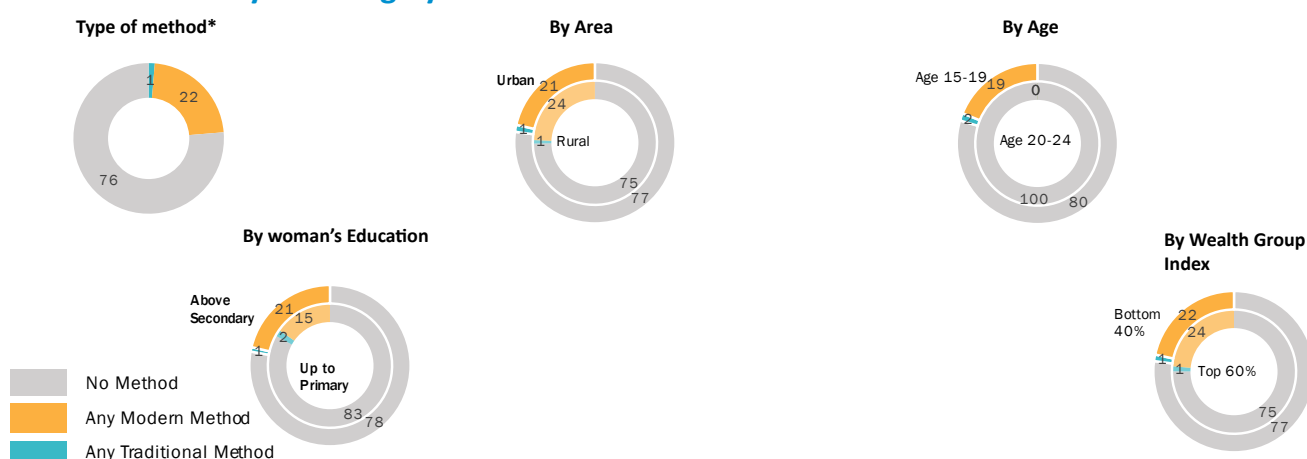 Type of method*
1
22
76
By Area
Urban
21
24
1
1
Rural
75
77
By Age
Age 15-19
19
0
2
Age 20-24
100
80
By woman's Education
Above
Secondary
21
15
2
1
Up to
Primary
83
78
By Wealth Group
Index
Bottom
40%
22
24
1
1
Top 60%
75
77
No Method
Any Modern Method
Any Traditional Method